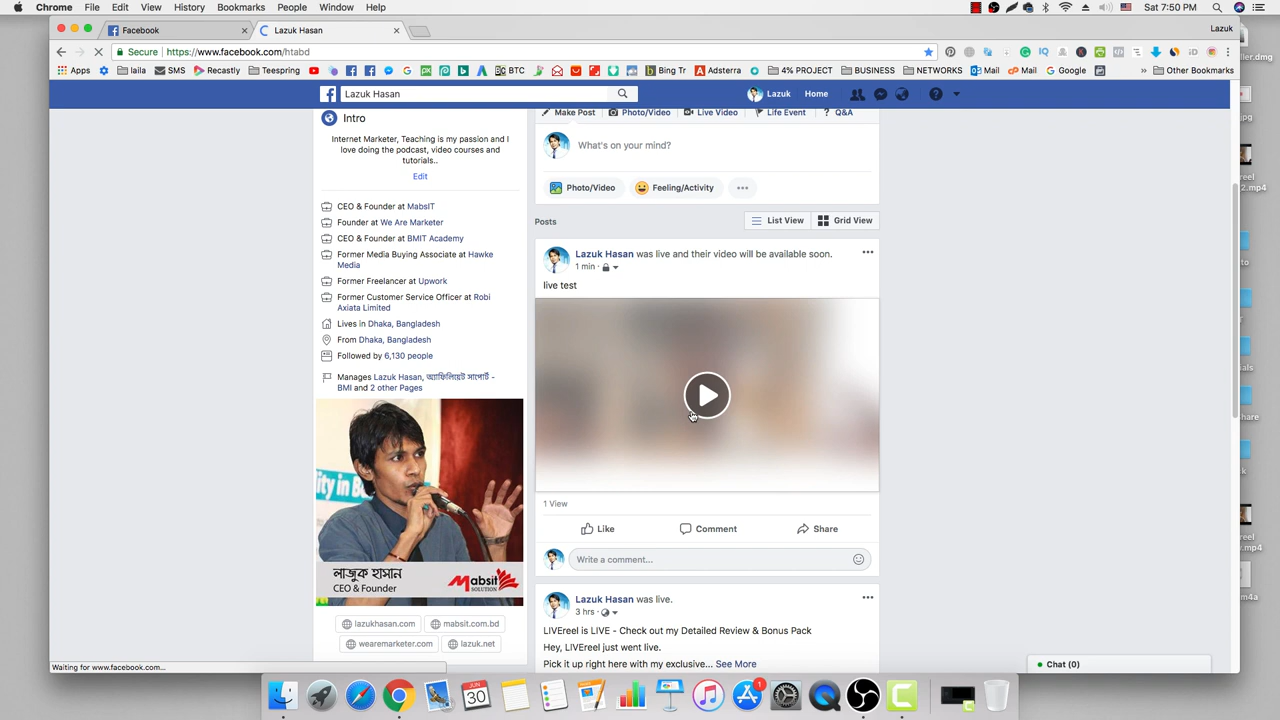 Chrome File Edit View History Bookmarks People Window Help Sat 7:50 PM
Facebook Lazuk Hasan Lazuk
Secure https://www.facebook.com/htabd
Apps laila SMS Recastly Teespring BTC Bing Tr Adsterra 4% PROJECT BUSINESS NETWORKS Mail Mail Google Other Bookmarks
Lazuk Hasan Lazuk Home
Intro
Internet Marketer, Teaching is my passion and I
love doing the podcast, video courses and
tutorials..
Edit
CEO & Founder at MabsIT
Founder at We Are Marketer
CEO & Founder at BMIT Academy
Former Media Buying Associate at Hawke
Media
Former Freelancer at Upwork
Former Customer Service Officer at Robi
Axiata Limited
Lives in Dhaka, Bangladesh
From Dhaka, Bangladesh
Followed by 6,130 people
Manages Lazuk Hasan, অ্যাফিলিয়েট সাপোর্ট -
BMI and 2 other Pages
লাজুক হাসান
CEO & Founder
Mabsit
SOLUTION
lazukhasan.com mabsit.com.bd
wearemarketer.com lazuk.net
Make Post Photo/Video Live Video Life Event Q&A
What's on your mind?
Photo/Video Feeling/Activity
Posts List View Grid View
Lazuk Hasan was live and their video will be available soon.
1 min
live test
1 View
Like Comment Share
Write a comment...
Lazuk Hasan was live.
3 hrs
LIVEreel is LIVE - Check out my Detailed Review & Bonus Pack
Hey, LIVEreel just went live.
Pick it up right here with my exclusive... See More
Chat (0)
Waiting for www.facebook.com...
JUN
30
1